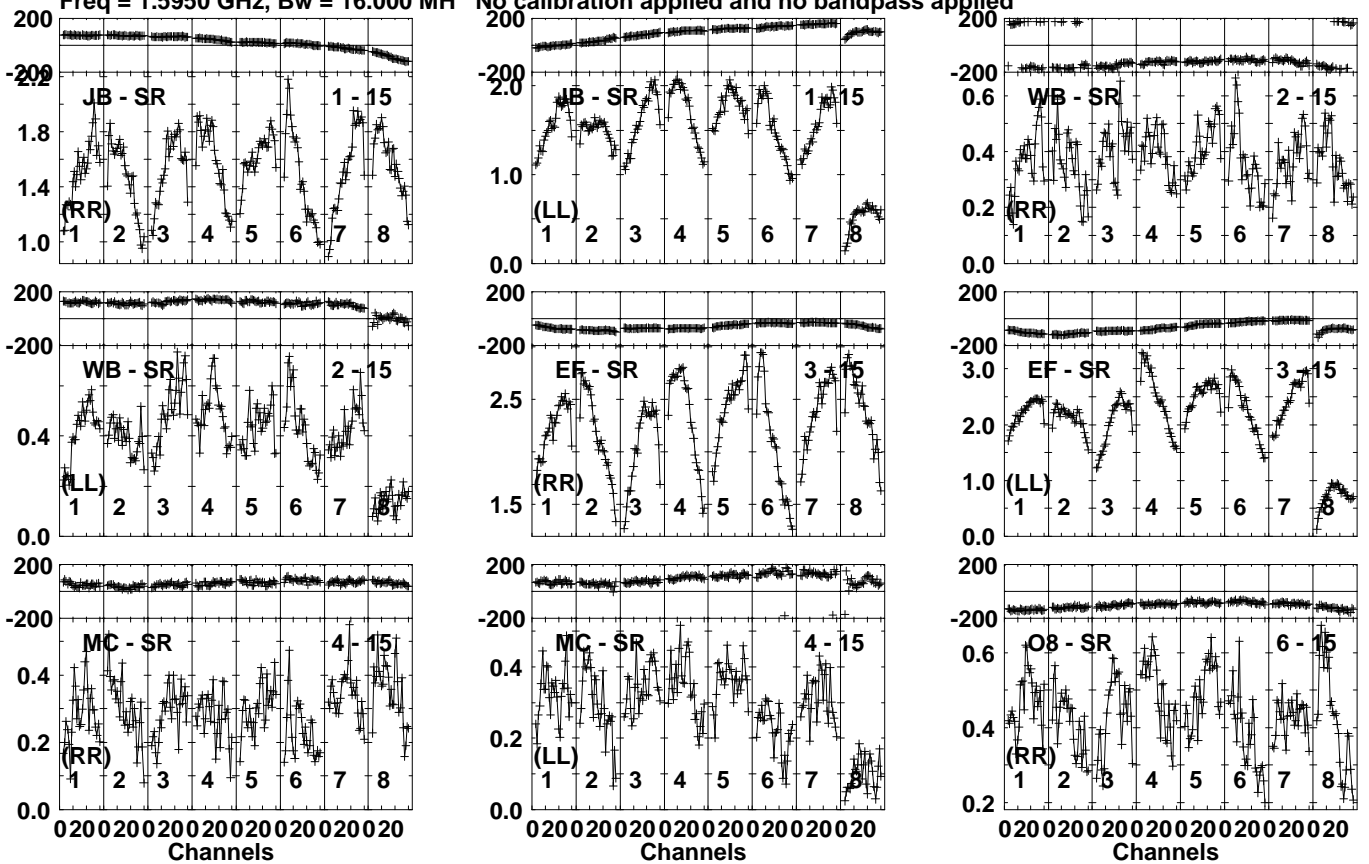 Freq = 1.5950 GHz, Bw = 16.000 MH No calibration applied and no bandpass applied
200
-200
2.2
1.8
1.4
1.0
JB - SR
1 - 15
(RR)
1 2 3 4 5 6 7 8
200
-200
2.0
1.0
0.0
JB - SR
1 - 15
(LL)
1 2 3 4 5 6 7 8
200
-200
0.6
0.4
0.2
0.0
WB - SR
2 - 15
(RR)
1 2 3 4 5 6 7 8
200
-200
0.4
0.0
WB - SR
2 - 15
(LL)
1 2 3 4 5 6 7 8
200
-200
2.5
1.5
EF - SR
3 - 15
(RR)
1 2 3 4 5 6 7 8
200
-200
3.0
2.0
1.0
0.0
EF - SR
3 - 15
(LL)
1 2 3 4 5 6 7 8
200
-200
0.4
0.2
0.0
MC - SR
4 - 15
(RR)
1 2 3 4 5 6 7 8
0 20 0 20 0 20 0 20 0 20 0 20 0 20 0 20
Channels
200
-200
0.4
0.2
0.0
MC - SR
4 - 15
(LL)
1 2 3 4 5 6 7 8
0 20 0 20 0 20 0 20 0 20 0 20 0 20 0 20
Channels
200
-200
0.6
0.4
0.2
O8 - SR
6 - 15
(RR)
1 2 3 4 5 6 7 8
0 20 0 20 0 20 0 20 0 20 0 20 0 20 0 20
Channels